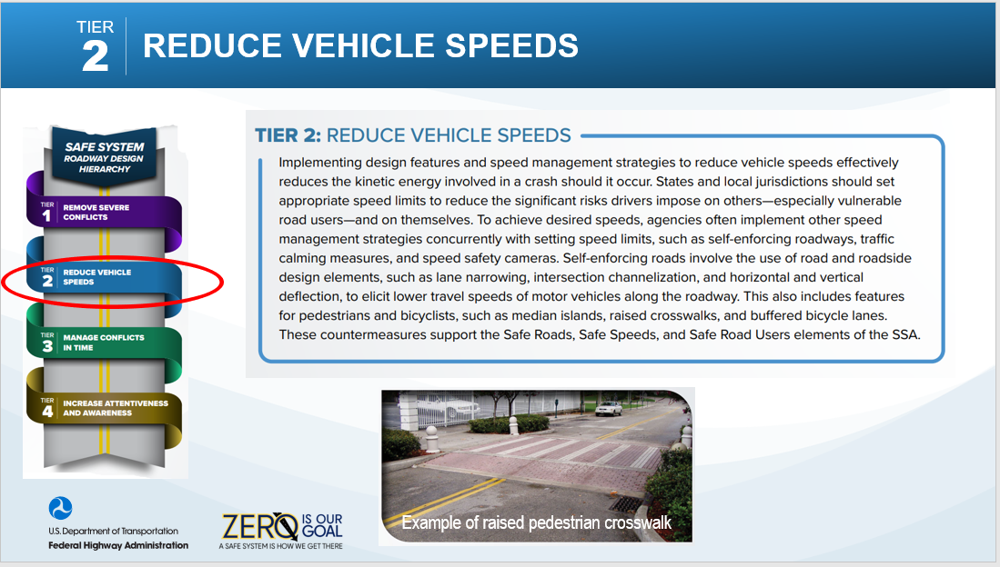 TIER
2
REDUCE VEHICLE SPEEDS
SAFE SYSTEM
ROADWAY DESIGN
HIERARCHY
TIER
1
REMOVE SEVERE
CONFLICTS
TIER
2
REDUCE VEHICLE
SPEEDS
TIER
3
MANAGE CONFLICTS
IN TIME
TIER
4
INCREASE ATTENTIVENESS
AND AWARENESS
TIER 2: REDUCE VEHICLE SPEEDS
Implementing design features and speed management strategies to reduce vehicle speeds effectively
reduces the kinetic energy involved in a crash should it occur. States and local jurisdictions should set
appropriate speed limits to reduce the significant risks drivers impose on others—especially vulnerable
road users—and on themselves. To achieve desired speeds, agencies often implement other speed
management strategies concurrently with setting speed limits, such as self-enforcing roadways, traffic
calming measures, and speed safety cameras. Self-enforcing roads involve the use of road and roadside
design elements, such as lane narrowing, intersection channelization, and horizontal and vertical
deflection, to elicit lower travel speeds of motor vehicles along the roadway. This also includes features
for pedestrians and bicyclists, such as median islands, raised crosswalks, and buffered bicycle lanes.
These countermeasures support the Safe Roads, Safe Speeds, and Safe Road Users elements of the SSA.
Example of raised pedestrian crosswalk
U.S. Department of Transportation
Federal Highway Administration
ZERO IS OUR
GOAL
A SAFE SYSTEM IS HOW WE GET THERE